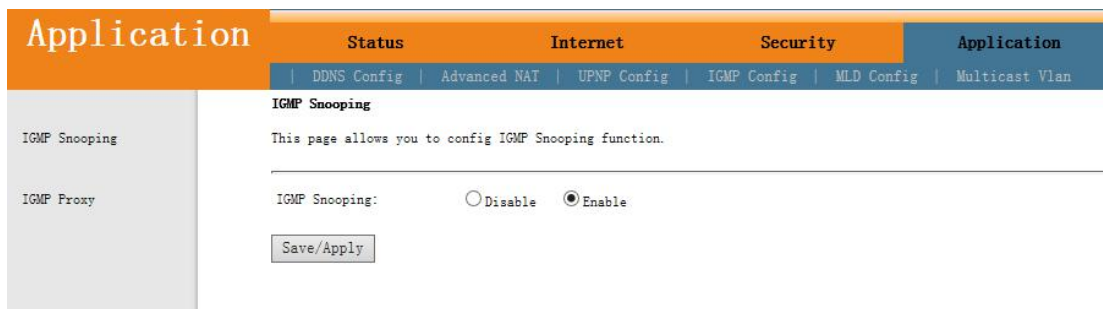 Application
Status Internet Security Application
| DDNS Config | Advanced NAT | UPNP Config | IGMP Config | MLD Config | Multicast Vlan
IGMP Snooping
IGMP Proxy
IGMP Snooping
This page allows you to config IGMP Snooping function.
IGMP Snooping: Disable Enable
Save/Apply